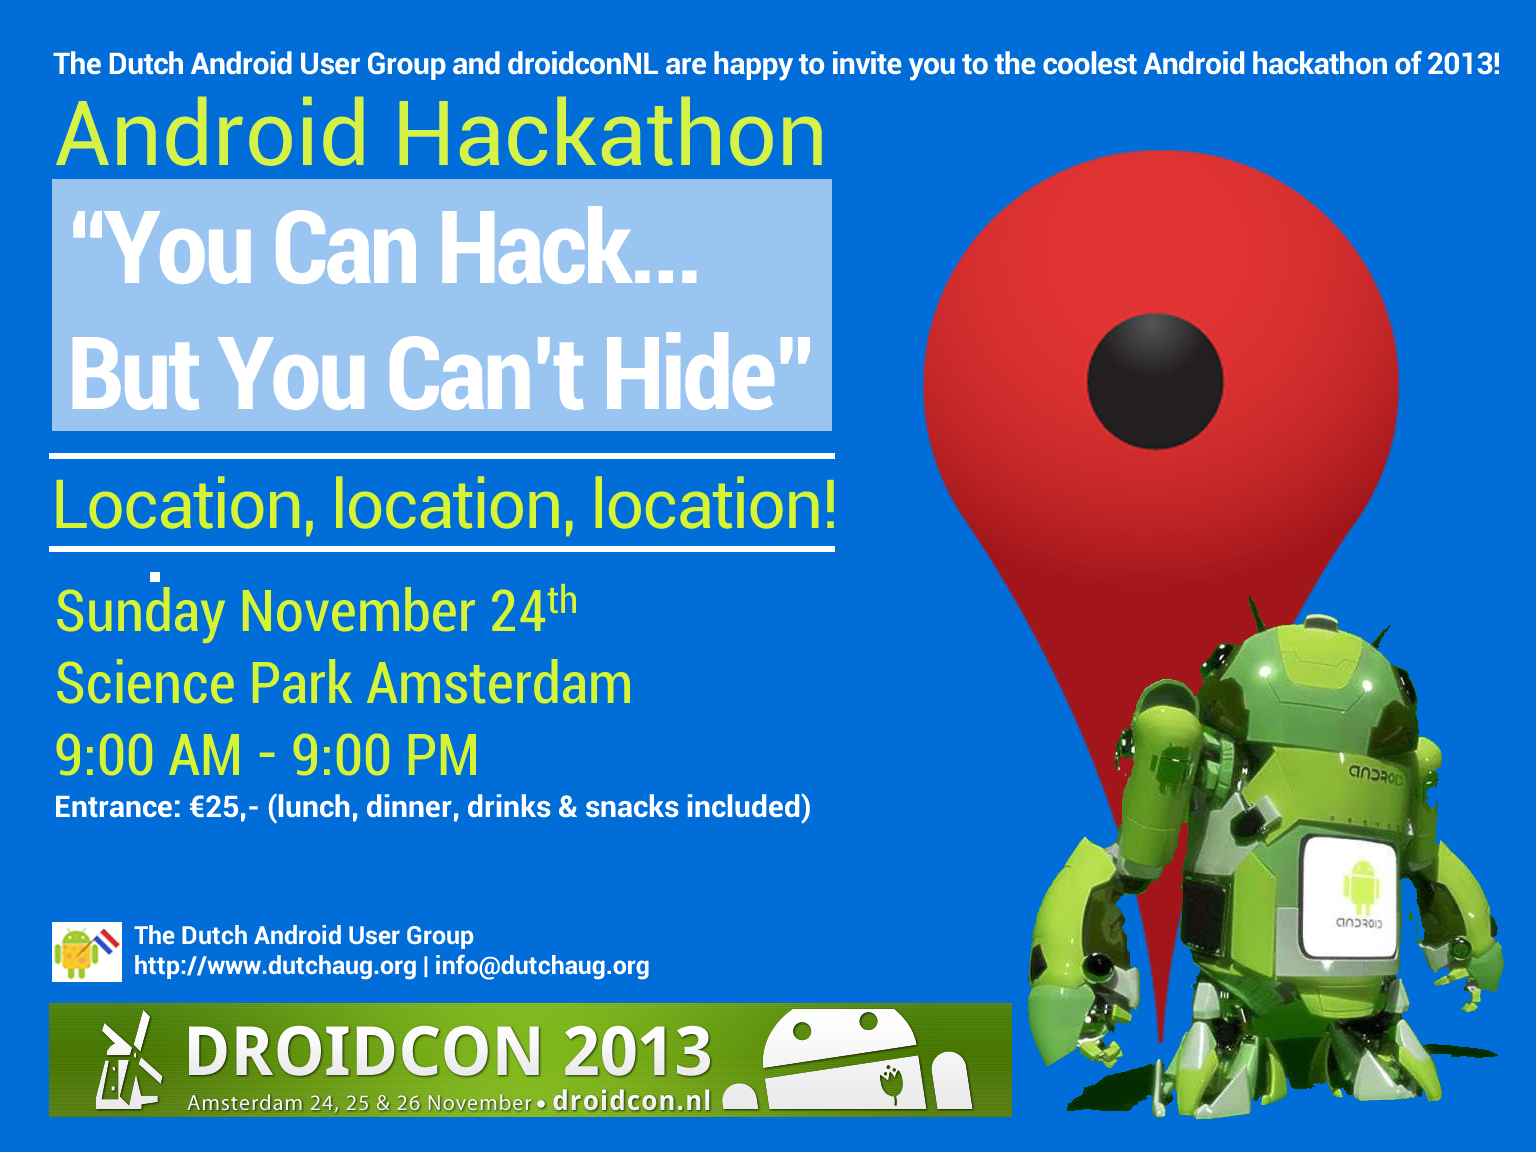 The Dutch Android User Group and droidconNL are happy to invite you to the coolest Android hackathon of 2013!
Android Hackathon
“You Can Hack...
But You Can't Hide”
Location, location, location!
Sunday November 24th
Science Park Amsterdam
9:00 AM - 9:00 PM
Entrance: €25,- (lunch, dinner, drinks & snacks included)
ANDROID
ANDROID
The Dutch Android User Group
http://www.dutchaug.org | info@dutchaug.org
DROIDCON 2013
Amsterdam 24, 25 & 26 November • droidcon.nl